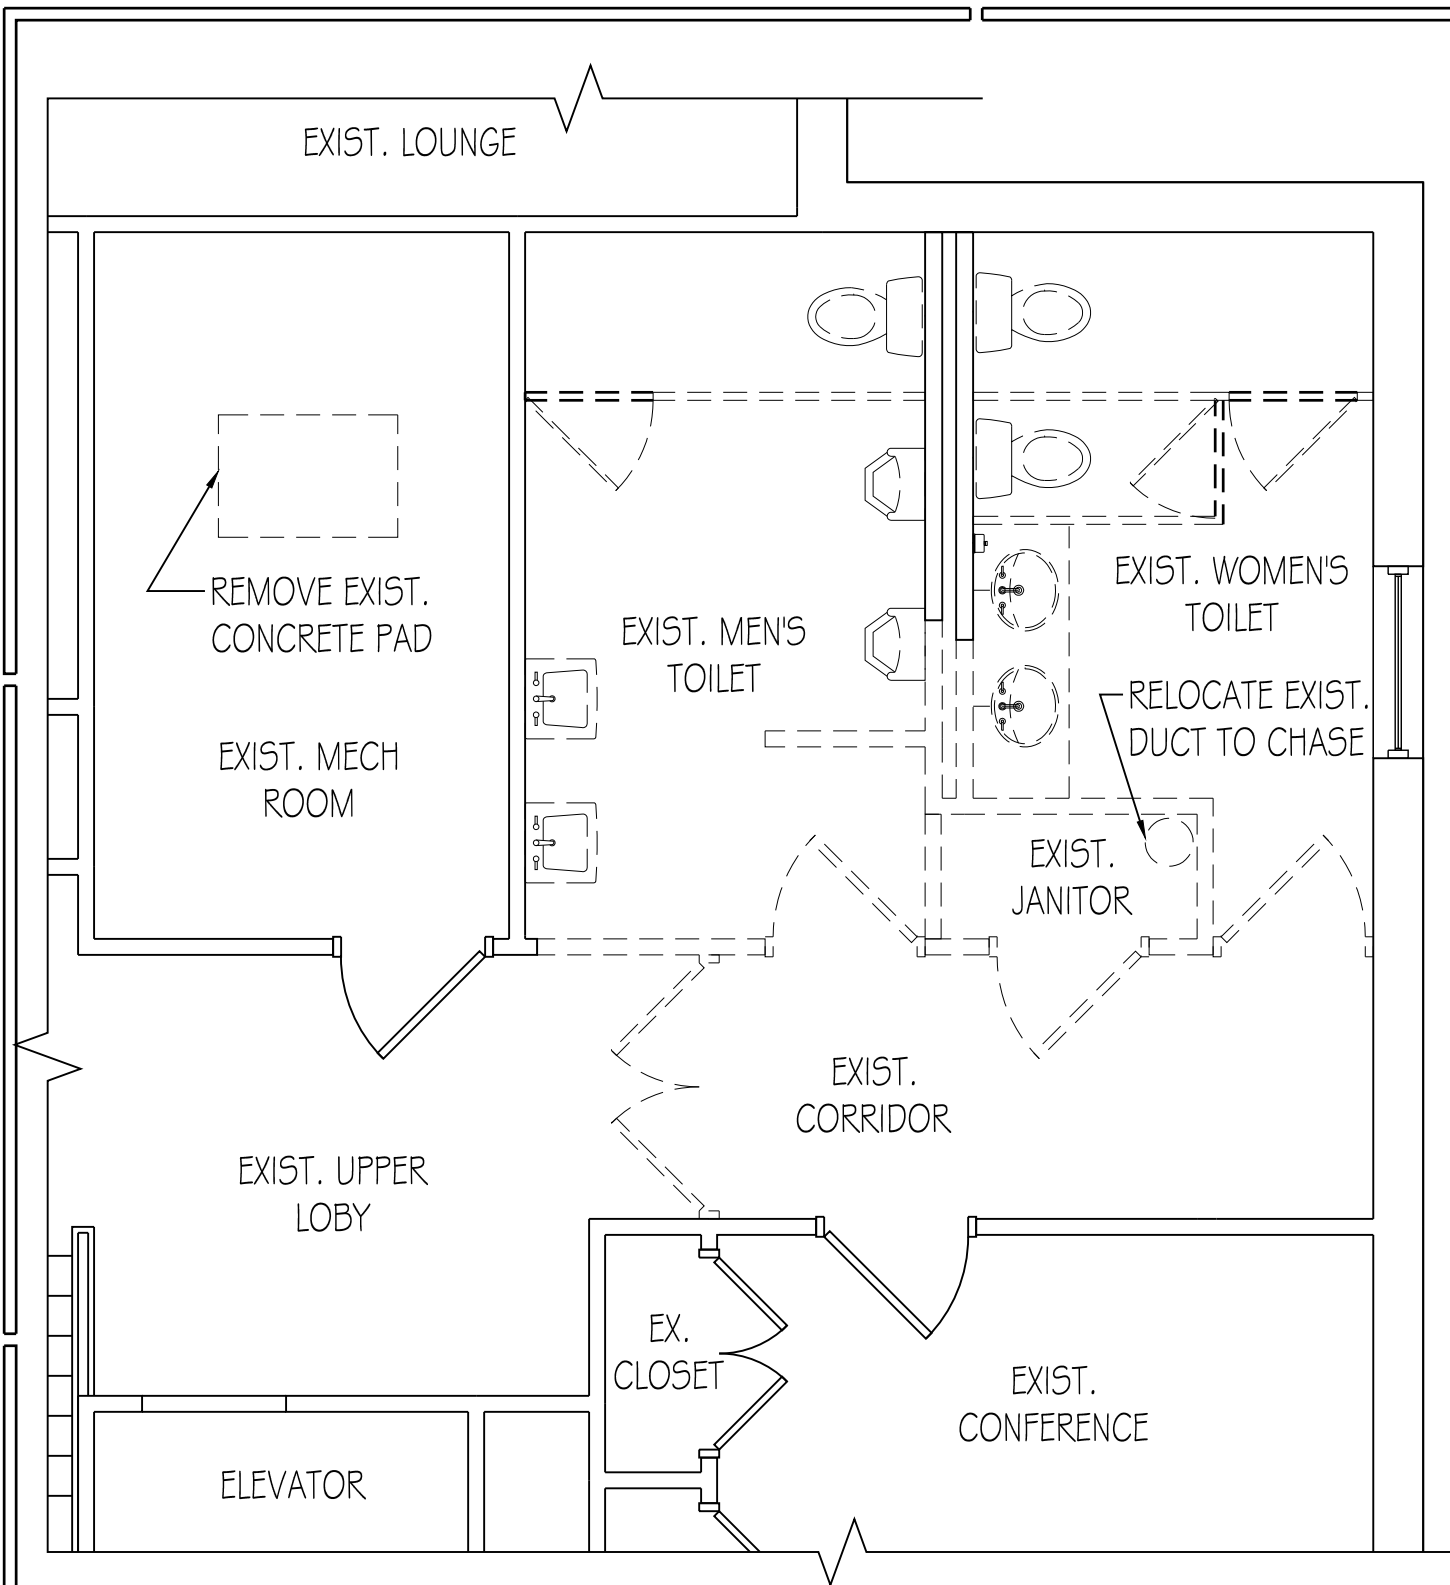 EXIST. LOUNGE
REMOVE EXIST.
CONCRETE PAD
EXIST. MECH
ROOM
EXIST. MEN'S
TOILET
EXIST. WOMEN'S
TOILET
RELOCATE EXIST.
DUCT TO CHASE
EXIST.
JANITOR
EXIST.
CORRIDOR
EXIST. UPPER
LOBY
EX.
CLOSET
EXIST.
CONFERENCE
ELEVATOR